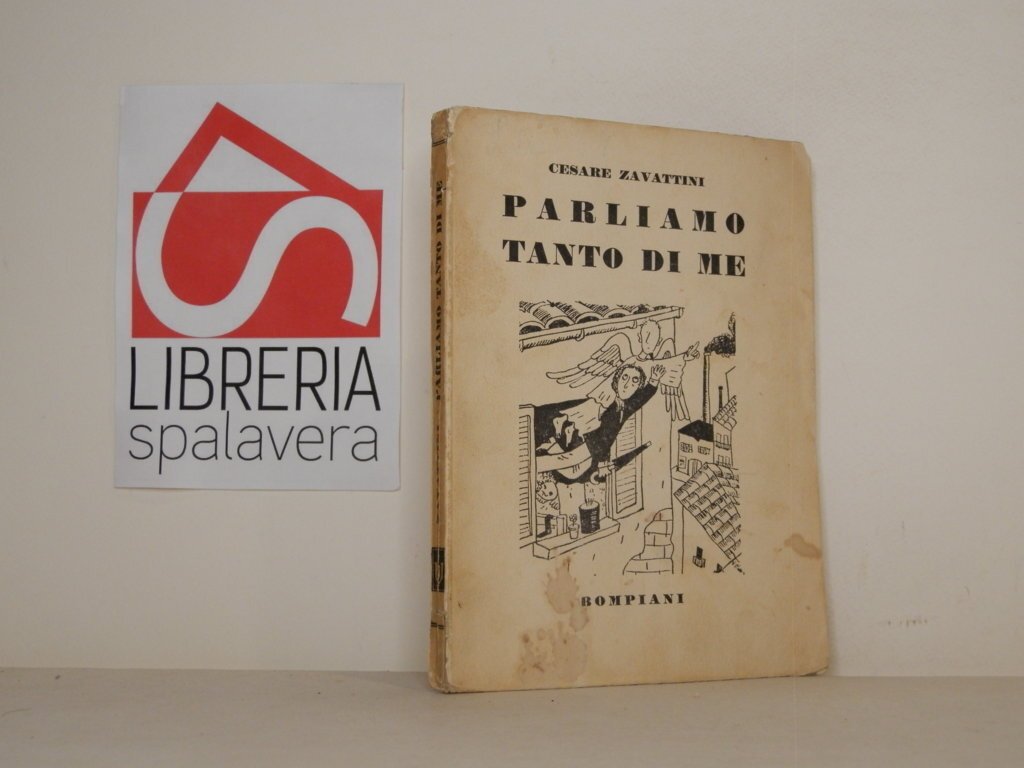 LIBRERIA
spalavera
PARLIAMO TANTO DI ME
CESARE ZAVATTINI
PARLIAMO
TANTO DI ME
BOMPIANI